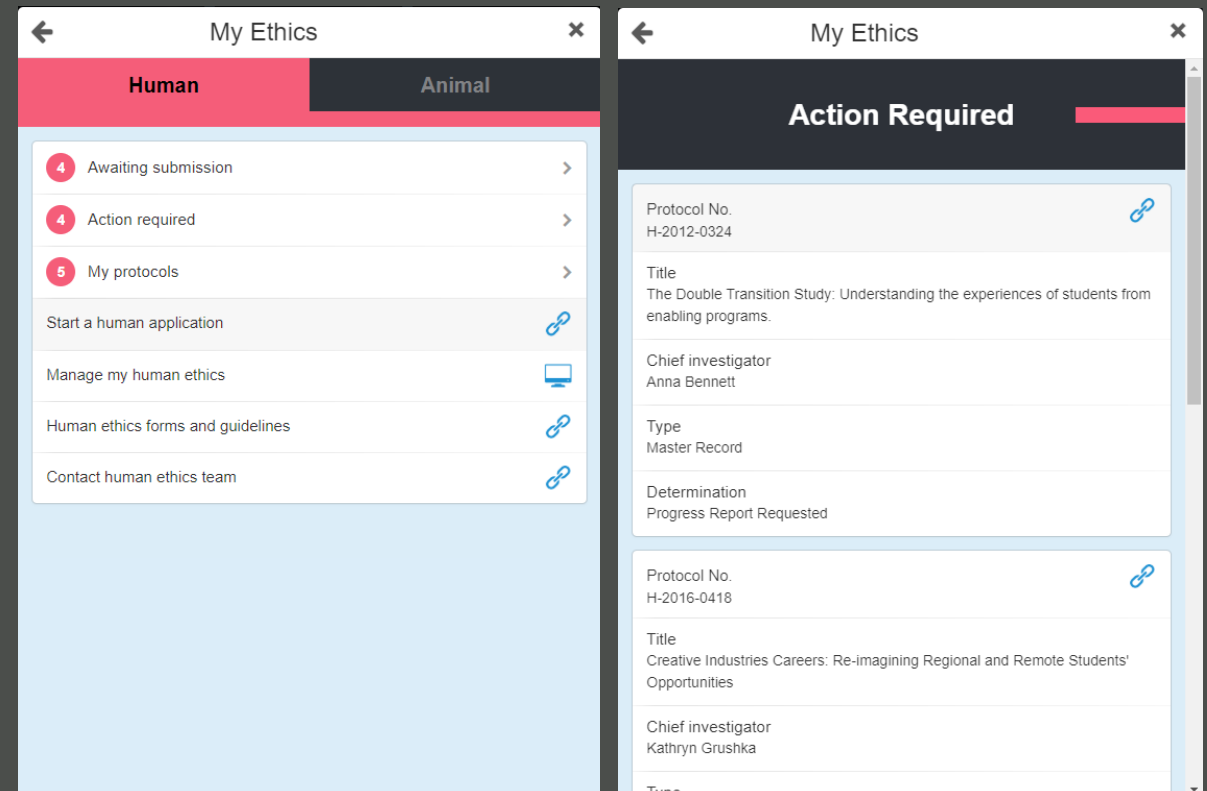 My Ethics
Human
Animal
4 Awaiting submission
4 Action required
5 My protocols
Start a human application
Manage my human ethics
Human ethics forms and guidelines
Contact human ethics team
My Ethics
Action Required
Protocol No.
H-2012-0324
Title
The Double Transition Study: Understanding the experiences of students from
enabling programs.
Chief investigator
Anna Bennett
Type
Master Record
Determination
Progress Report Requested
Protocol No.
H-2016-0418
Title
Creative Industries Careers: Re-imagining Regional and Remote Students'
Opportunities
Chief investigator
Kathryn Grushka
Type